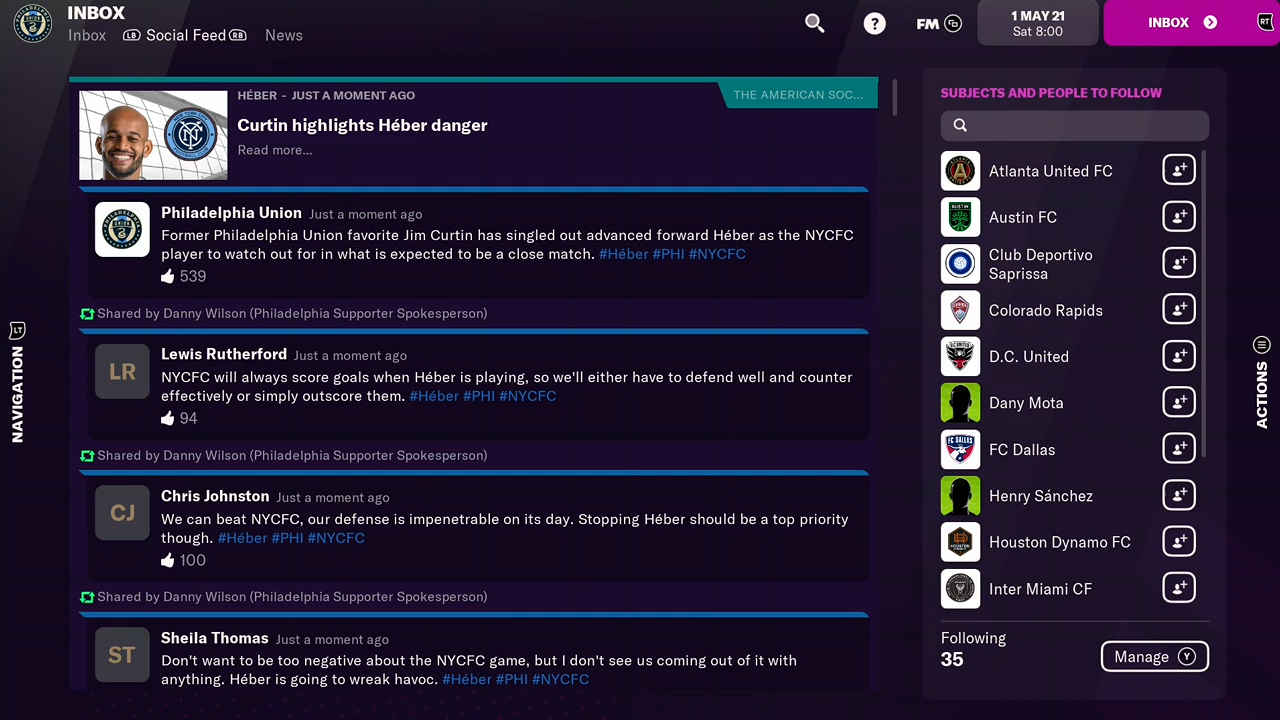 INBOX
Inbox
LB
Social Feed
RB
News
?
FM
1 MAY 21
Sat 8:00
INBOX
RT
HÉBER - JUST A MOMENT AGO
THE AMERICAN SOC...
Curtin highlights Héber danger
Read more...
Philadelphia Union Just a moment ago
Former Philadelphia Union favorite Jim Curtin has singled out advanced forward Héber as the NYCFC
player to watch out for in what is expected to be a close match. #Héber #PHI #NYCFC
539
Shared by Danny Wilson (Philadelphia Supporter Spokesperson)
LR
Lewis Rutherford Just a moment ago
NYCFC will always score goals when Héber is playing, so we'll either have to defend well and counter
effectively or simply outscore them. #Héber #PHI #NYCFC
94
Shared by Danny Wilson (Philadelphia Supporter Spokesperson)
CJ
Chris Johnston Just a moment ago
We can beat NYCFC, our defense is impenetrable on its day. Stopping Héber should be a top priority
though. #Héber #PHI #NYCFC
100
Shared by Danny Wilson (Philadelphia Supporter Spokesperson)
ST
Sheila Thomas Just a moment ago
Don't want to be too negative about the NYCFC game, but I don't see us coming out of it with
anything. Héber is going to wreak havoc. #Héber #PHI #NYCFC
LT
NAVIGATION
SUBJECTS AND PEOPLE TO FOLLOW
Atlanta United FC
Austin FC
Club Deportivo
Saprissa
Colorado Rapids
D.C. United
Dany Mota
FC Dallas
Henry Sánchez
Houston Dynamo FC
Inter Miami CF
Following
35
Manage Y
ACTIONS